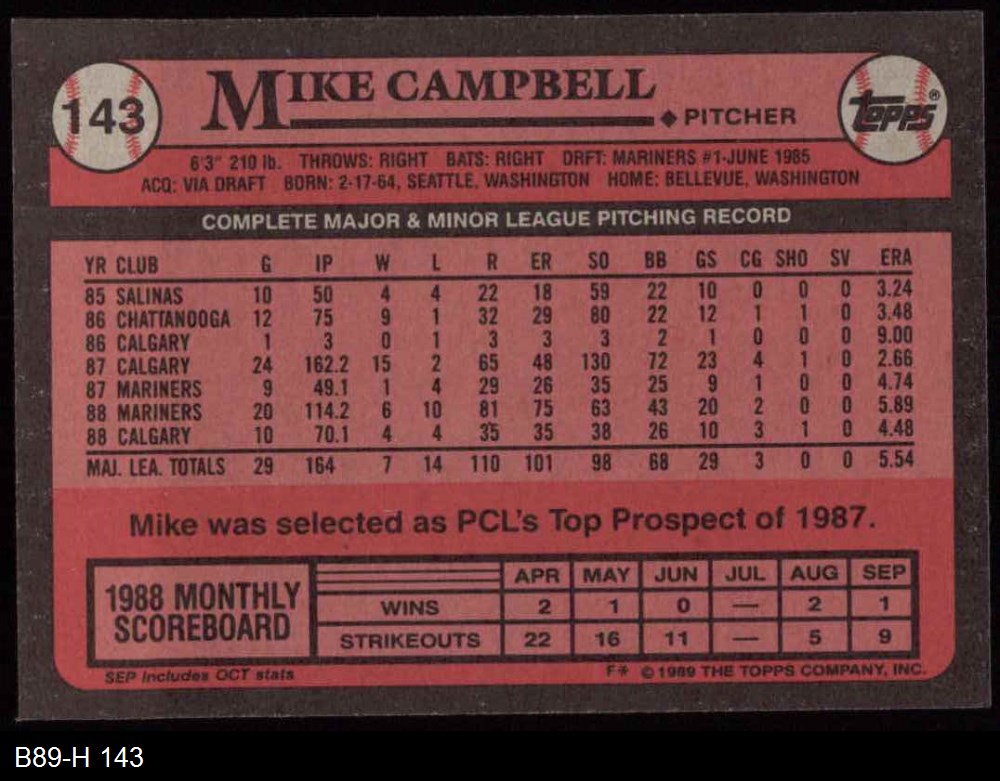 143
MIKE CAMPBELL
PITCHER
TOPPS®
6'3" 210 lb. THROWS: RIGHT BATS: RIGHT DRFT: MARINERS #1-JUNE 1985
ACQ: VIA DRAFT BORN: 2-17-64, SEATTLE, WASHINGTON HOME: BELLEVUE, WASHINGTON
COMPLETE MAJOR & MINOR LEAGUE PITCHING RECORD
YR CLUB G IP W L R ER SO BB GS CG SHO SV ERA
85 SALINAS 10 50 4 4 22 18 59 22 10 0 0 0 3.24
86 CHATTANOOGA 12 75 9 1 32 29 80 22 12 1 1 0 3.48
86 CALGARY 1 3 0 1 3 3 3 2 1 0 0 0 9.00
87 CALGARY 24 162.2 15 2 65 48 130 72 23 4 1 0 2.66
87 MARINERS 9 49.1 1 4 29 26 35 25 9 1 0 0 4.74
88 MARINERS 20 114.2 6 10 81 75 63 43 20 2 0 0 5.89
88 CALGARY 10 70.1 4 4 35 35 38 26 10 3 1 0 4.48
MAJ. LEA. TOTALS 29 164 7 14 110 101 98 68 29 3 0 0 5.54
Mike was selected as PCL's Top Prospect of 1987.
1988 MONTHLY SCOREBOARD
APR MAY JUN JUL AUG SEP
WINS 2 1 0 — 2 1
STRIKEOUTS 22 16 11 — 5 9
SEP Includes OCT stats
F* © 1989 THE TOPPS COMPANY, INC.
B89-H 143